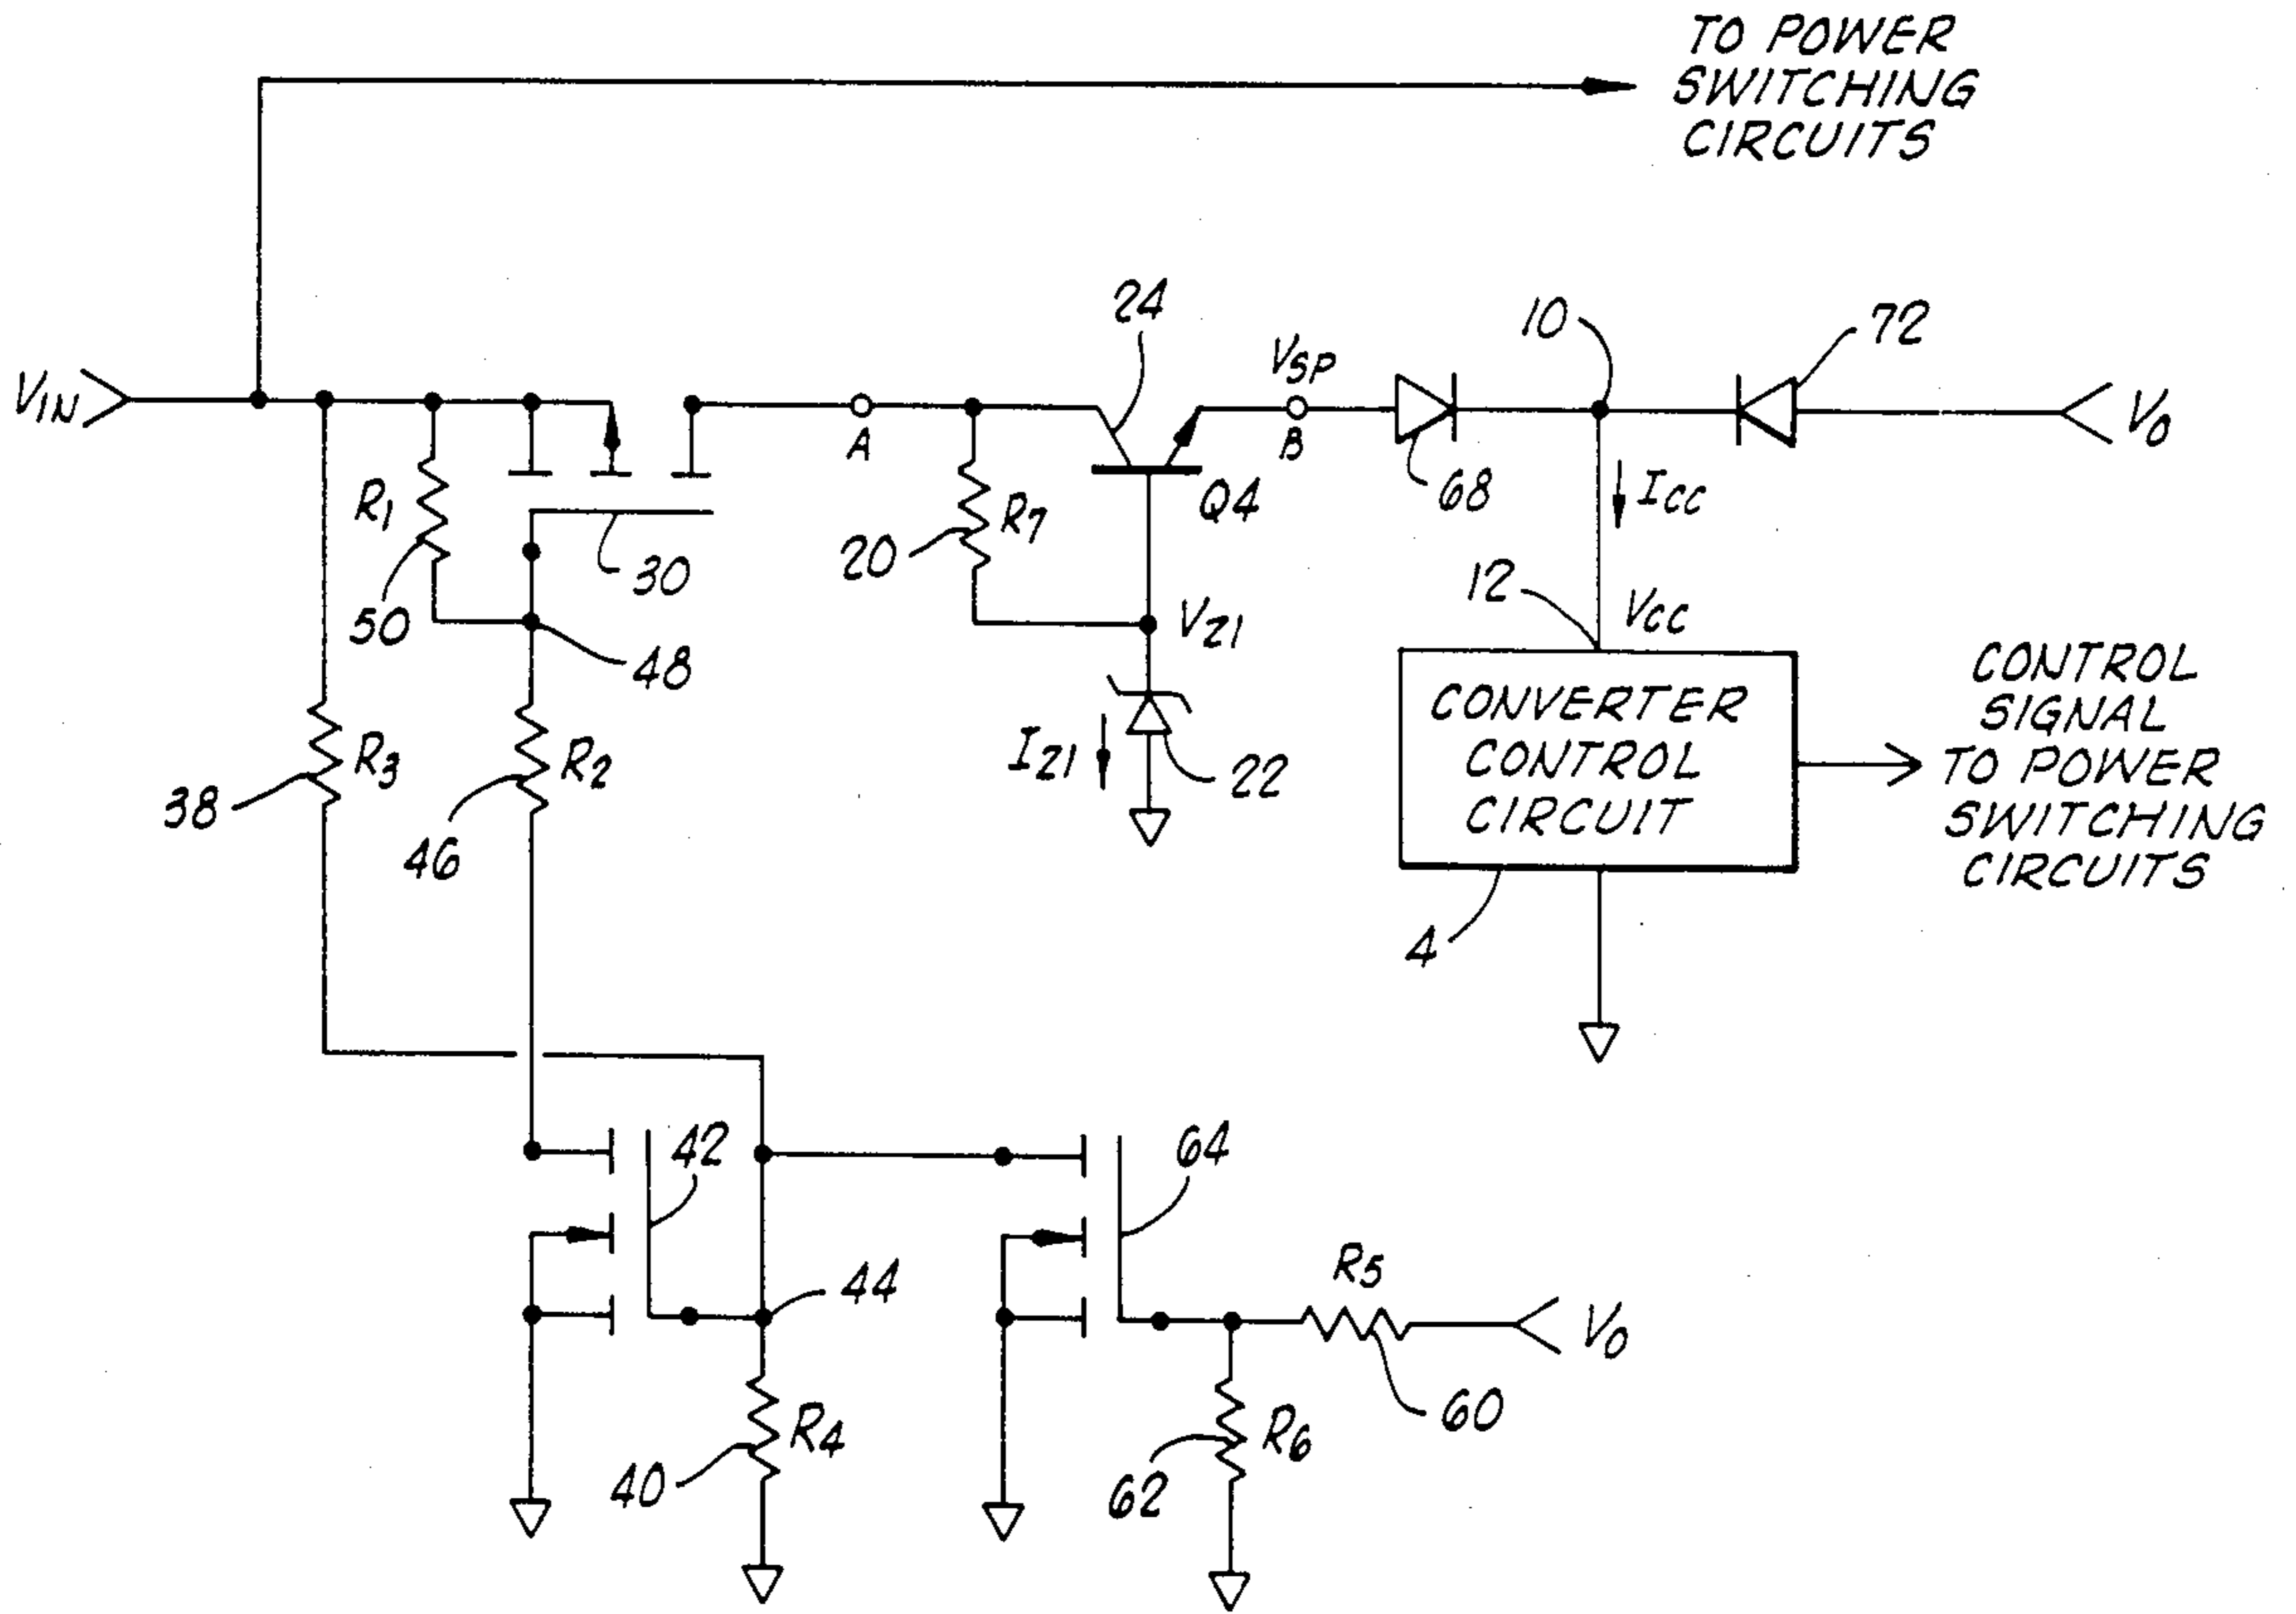 TO POWER
SWITCHING
CIRCUITS
24
10
72
VIN
VSP
A
B
V0
R1
R7
Q4
68
ICC
20
30
12
50
VZ1
VCC
48
CONTROL
SIGNAL
TO POWER
SWITCHING
CIRCUITS
CONVERTER
CONTROL
CIRCUIT
R3
R2
IZ1
22
38
46
4
42
64
44
R5
V0
60
R4
R6
40
62